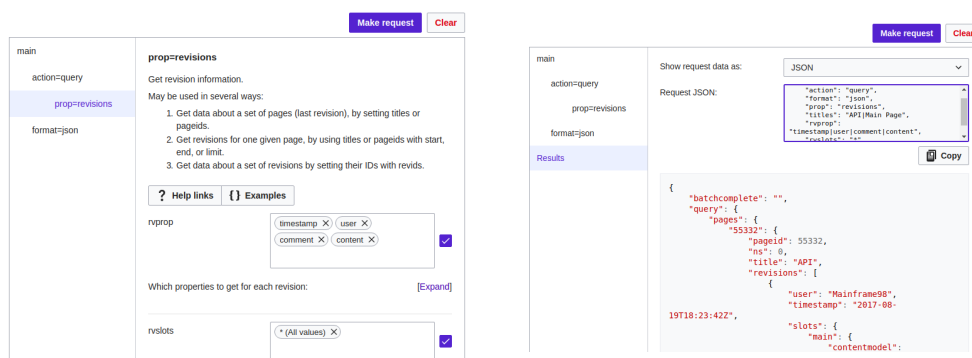 Make request
Clear
main
action=query
prop=revisions
format=json
prop=revisions
Get revision information.
May be used in several ways:
1. Get data about a set of pages (last revision), by setting titles or
pageids.
2. Get revisions for one given page, by using titles or pageids with start,
end, or limit.
3. Get data about a set of revisions by setting their IDs with revids.
? Help links
{ } Examples
rvprop
timestamp X user X
comment X content X
Which properties to get for each revision:
[Expand]
rvslots
* (All values) X
Make request
Clear
main
action=query
prop=revisions
format=json
Results
Show request data as:
JSON
Request JSON:
"action": "query",
"format": "json",
"prop": "revisions",
"titles": "API|Main Page",
"rvprop":
"timestamp|user|comment|content",
"rvslots": "*"
Copy
{
"batchcomplete": "",
"query": {
"pages": {
"55332": {
"pageid": 55332,
"ns": 0,
"title": "API",
"revisions": [
{
"user": "Mainframe98",
"timestamp": "2017-08-
19T18:23:42Z",
"slots": {
"main": {
"contentmodel":